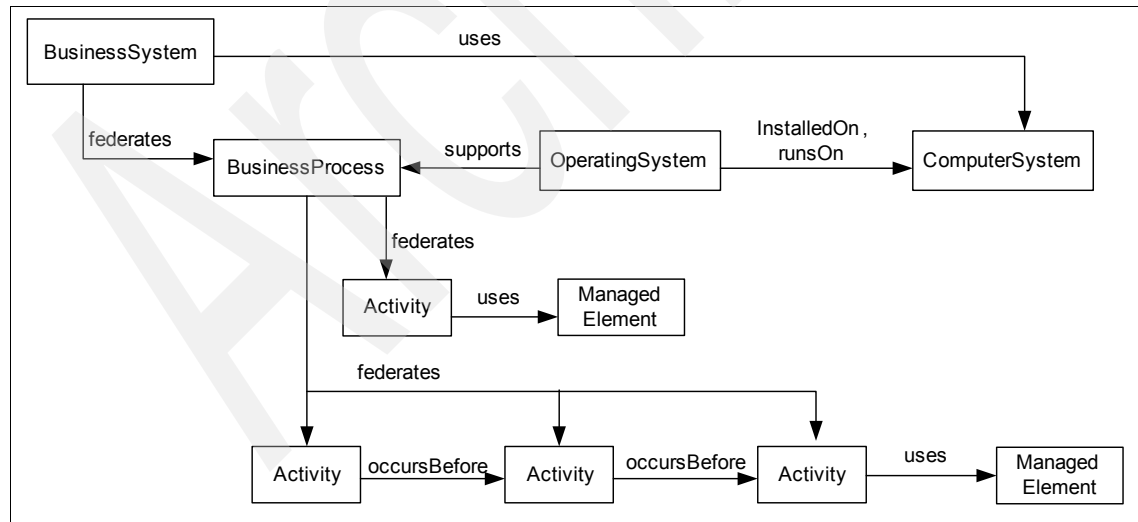 BusinessSystem
uses
federates
BusinessProcess
supports
OperatingSystem
InstalledOn ,
runsOn
ComputerSystem
federates
Activity
uses
Managed
Element
federates
Activity
occursBefore
Activity
occursBefore
Activity
uses
Managed
Element